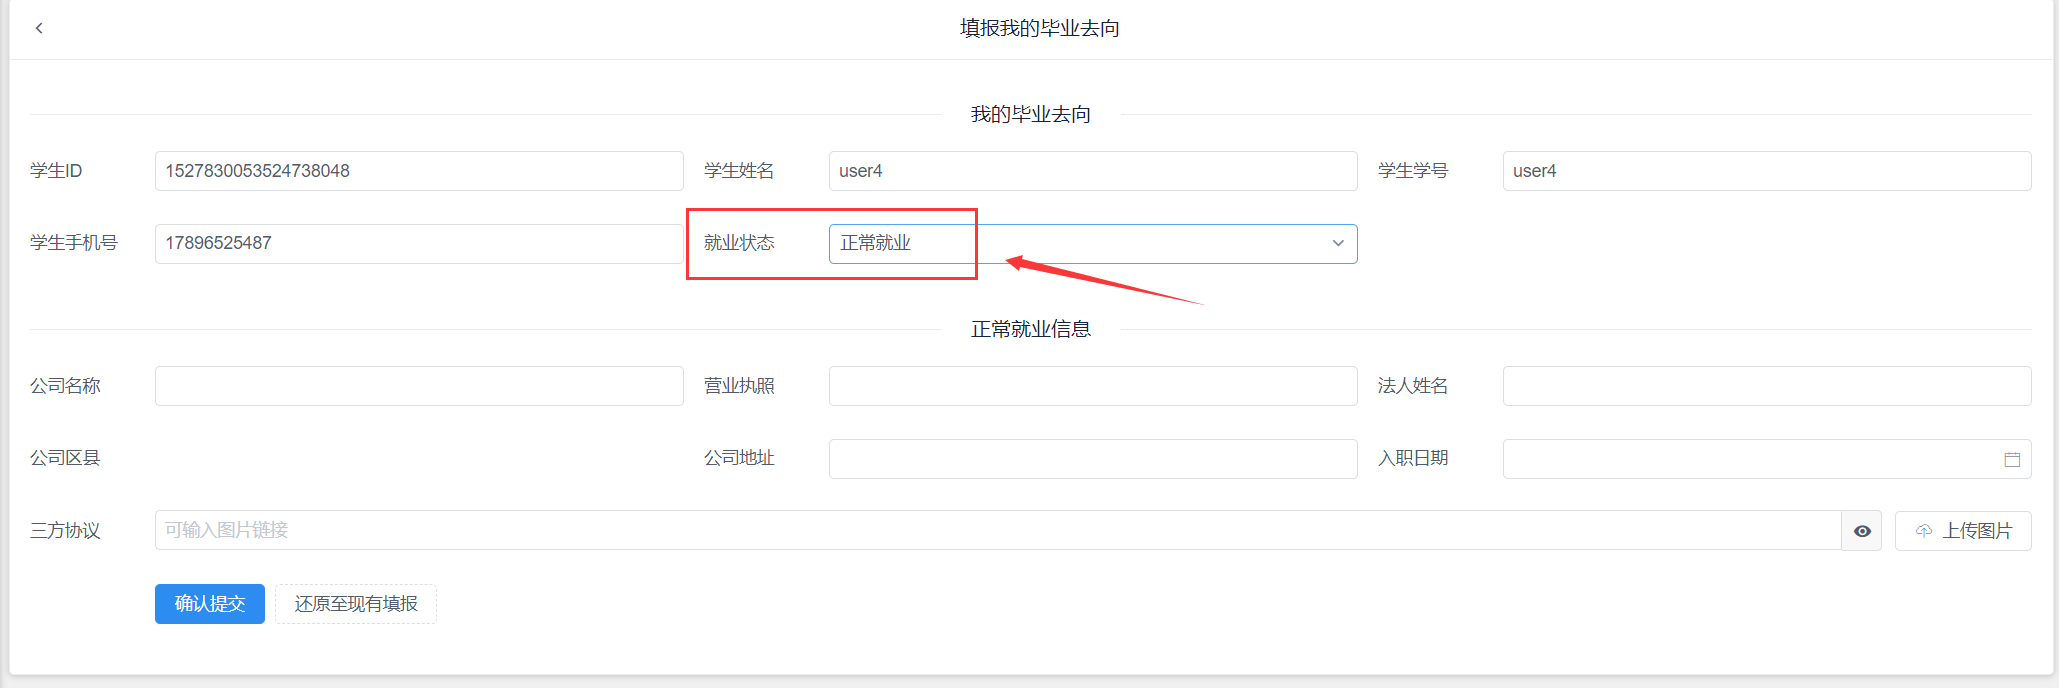 填报我的毕业去向
我的毕业去向
学生ID 1527830053524738048 学生姓名 user4 学生学号 user4
学生手机号 17896525487 就业状态 正常就业
正常就业信息
公司名称 营业执照 法人姓名
公司区县 公司地址 入职日期
三方协议 可输入图片链接 上传图片
确认提交 还原至现有填报